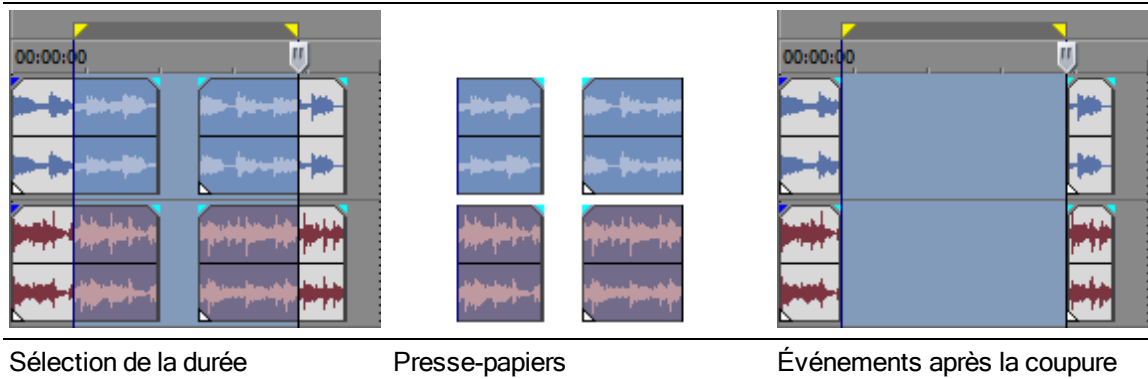 00:00:00
00:00:00
Sélection de la durée
Presse-papiers
Événements après la coupure